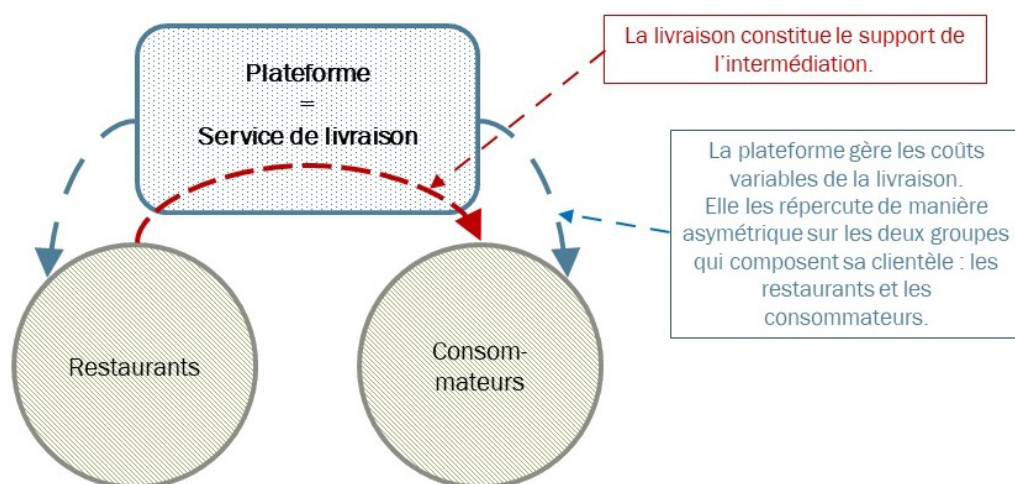 Plateforme
=
Service de livraison
La livraison constitue le support de
l'intermédiation.
La plateforme gère les coûts
variables de la livraison.
Elle les répercute de manière
asymétrique sur les deux groupes
qui composent sa clientèle : les
restaurants et les
consommateurs.
Restaurants
Consom-
mateurs